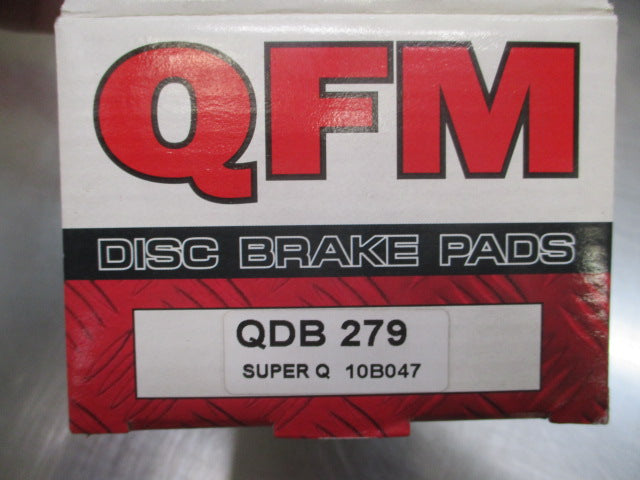 QFM
DISC BRAKE PADS
QDB 279
SUPER Q 10B047